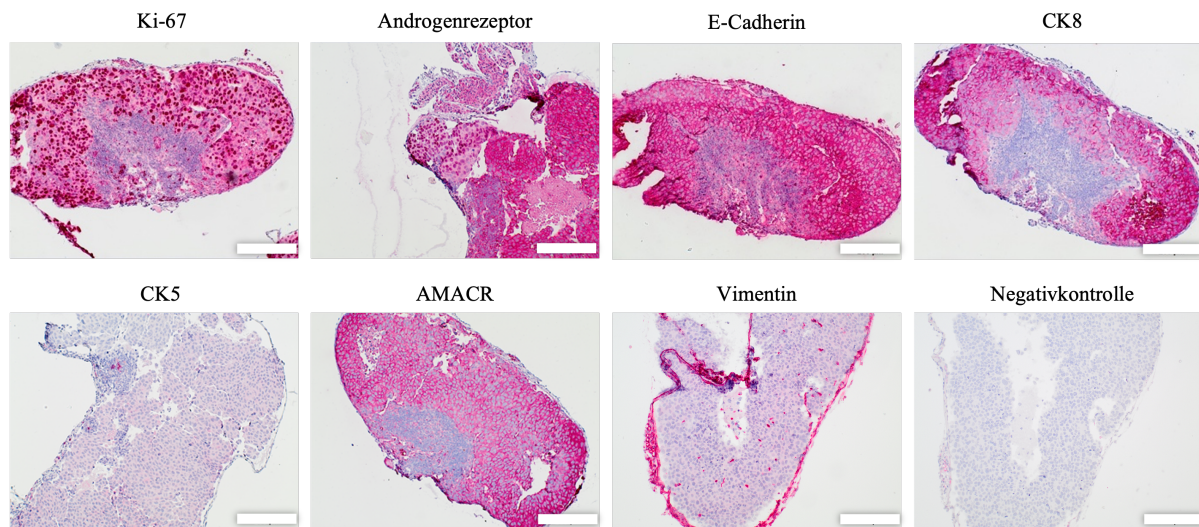 Ki-67 Androgenrezeptor E-Cadherin CK8
CK5 AMACR Vimentin Negativkontrolle